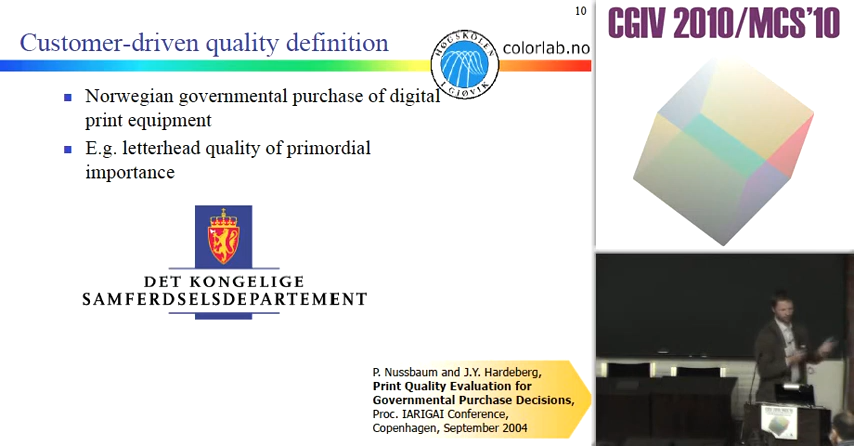 10
Customer-driven quality definition
HØGSKOLEN
I GJØVIK
colorlab.no
Norwegian governmental purchase of digital
print equipment
E.g. letterhead quality of primordial
importance
DET KONGELIGE
SAMFERDSELSDEPARTEMENT
P. Nussbaum and J.Y. Hardeberg,
Print Quality Evaluation for
Governmental Purchase Decisions,
Proc. IARIGAI Conference,
Copenhagen, September 2004
CGIV 2010/MCS'10